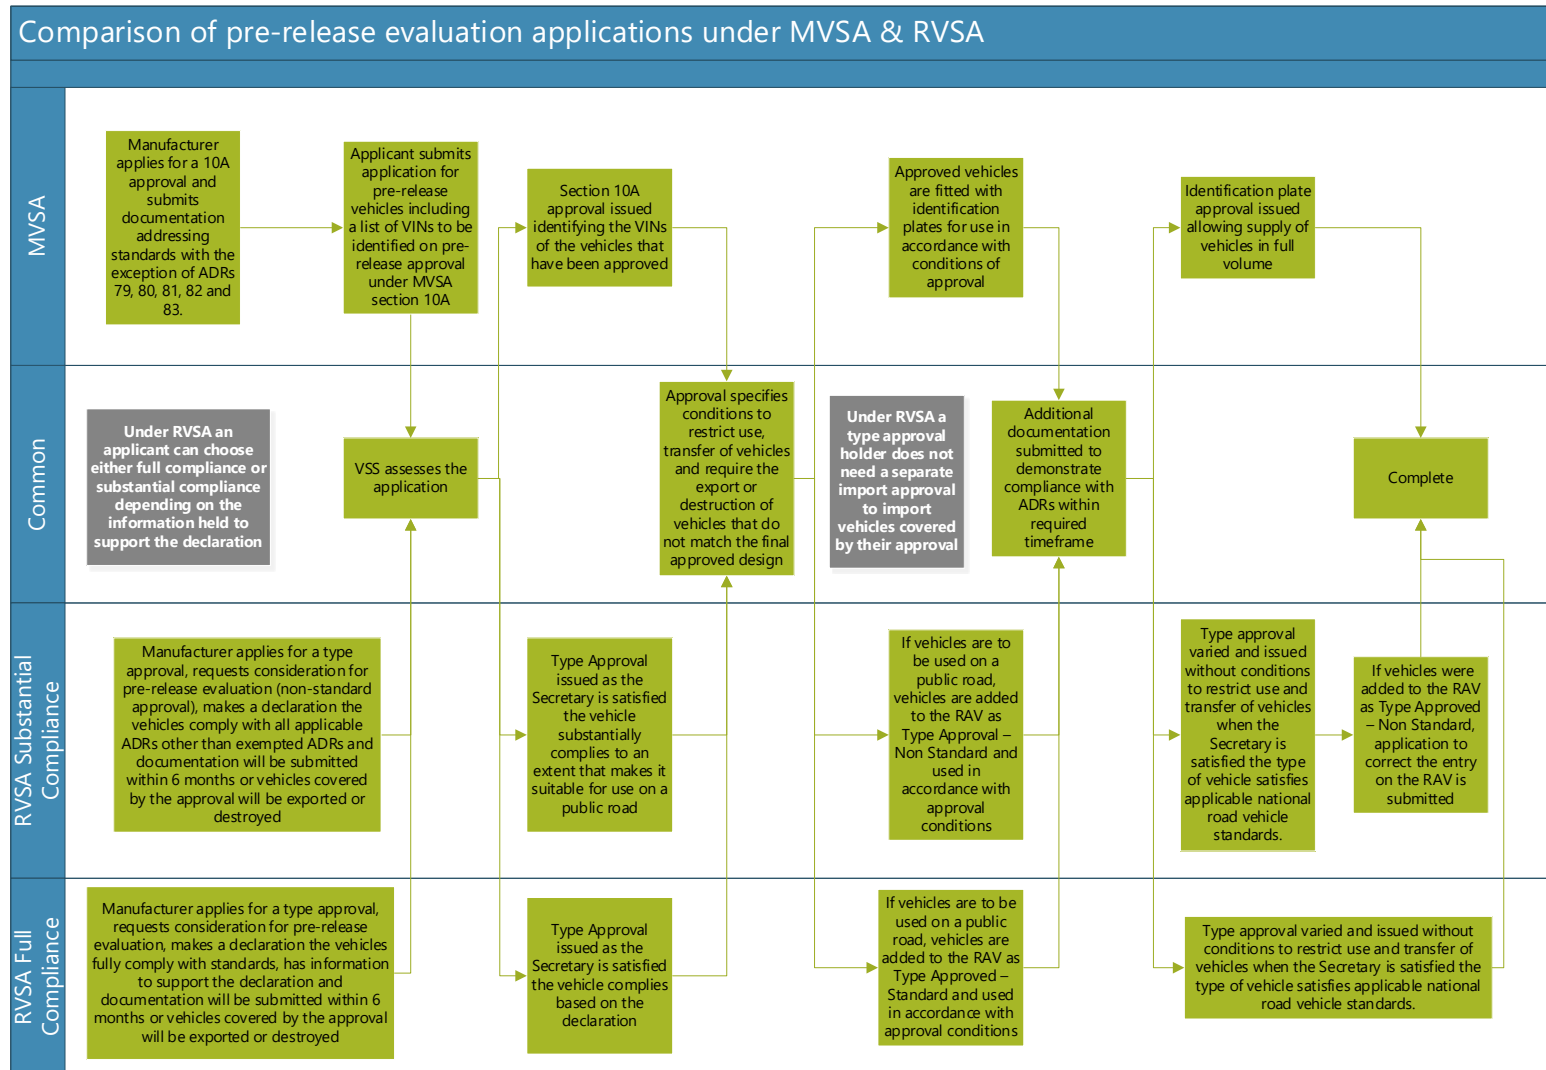 Comparison of pre-release evaluation applications under MVSA & RVSA
MVSA
Manufacturer
applies for a 10A
approval and
submits
documentation
addressing
standards with the
exception of ADRs
79, 80, 81, 82 and
83.
Applicant submits
application for
pre-release
vehicles including
a list of VINs to be
identified on pre-
release approval
under MVSA
section 10A
Section 10A
approval issued
identifying the VINs
of the vehicles that
have been approved
Approved vehicles
are fitted with
identification
plates for use in
accordance with
conditions of
approval
Identification plate
approval issued
allowing supply of
vehicles in full
volume
Common
Under RVSA an
applicant can choose
either full compliance or
substantial compliance
depending on the
information held to
support the declaration
VSS assesses the
application
Approval specifies
conditions to
restrict use,
transfer of vehicles
and require the
export or
destruction of
vehicles that do
not match the final
approved design
Under RVSA a
type approval
holder does not
need a separate
import approval
to import
vehicles covered
by their approval
Additional
documentation
submitted to
demonstrate
compliance with
ADRs within
required
timeframe
Complete
RVSA Substantial
Compliance
Manufacturer applies for a type
approval, requests consideration for
pre-release evaluation (non-standard
approval), makes a declaration the
vehicles comply with all applicable
ADRs other than exempted ADRs and
documentation will be submitted
within 6 months or vehicles covered
by the approval will be exported or
destroyed
Type Approval
issued as the
Secretary is satisfied
the vehicle
substantially
complies to an
extent that makes it
suitable for use on a
public road
If vehicles are to
be used on a
public road,
vehicles are added
to the RAV as
Type Approval –
Non Standard and
used in
accordance with
approval
conditions
Type approval
varied and issued
without conditions
to restrict use and
transfer of vehicles
when the
Secretary is
satisfied the type
of vehicle satisfies
applicable national
road vehicle
standards.
If vehicles were
added to the RAV
as Type Approved
– Non Standard,
application to
correct the entry
on the RAV is
submitted
RVSA Full
Compliance
Manufacturer applies for a type approval,
requests consideration for pre-release
evaluation, makes a declaration the vehicles
fully comply with standards, has information
to support the declaration and
documentation will be submitted within 6
months or vehicles covered by the approval
will be exported or destroyed
Type Approval
issued as the
Secretary is satisfied
the vehicle complies
based on the
declaration
If vehicles are to be
used on a public
road, vehicles are
added to the RAV as
Type Approved –
Standard and used
in accordance with
approval conditions
Type approval varied and issued without
conditions to restrict use and transfer of
vehicles when the Secretary is satisfied the
type of vehicle satisfies applicable national
road vehicle standards.